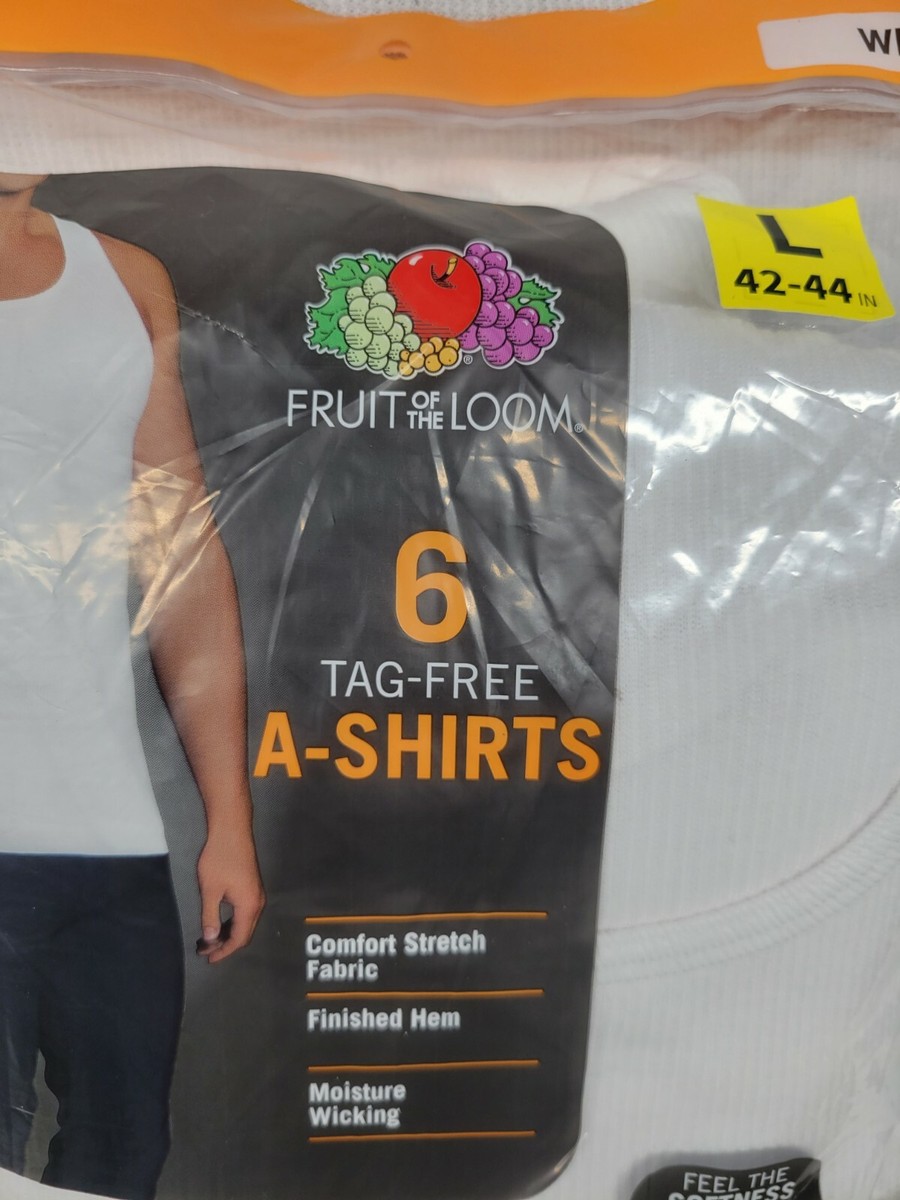 L
42-44 IN
FRUIT OF THE LOOM®
6
TAG-FREE
A-SHIRTS
Comfort Stretch
Fabric
Finished Hem
Moisture
Wicking
FEEL THE
SOFTNESS